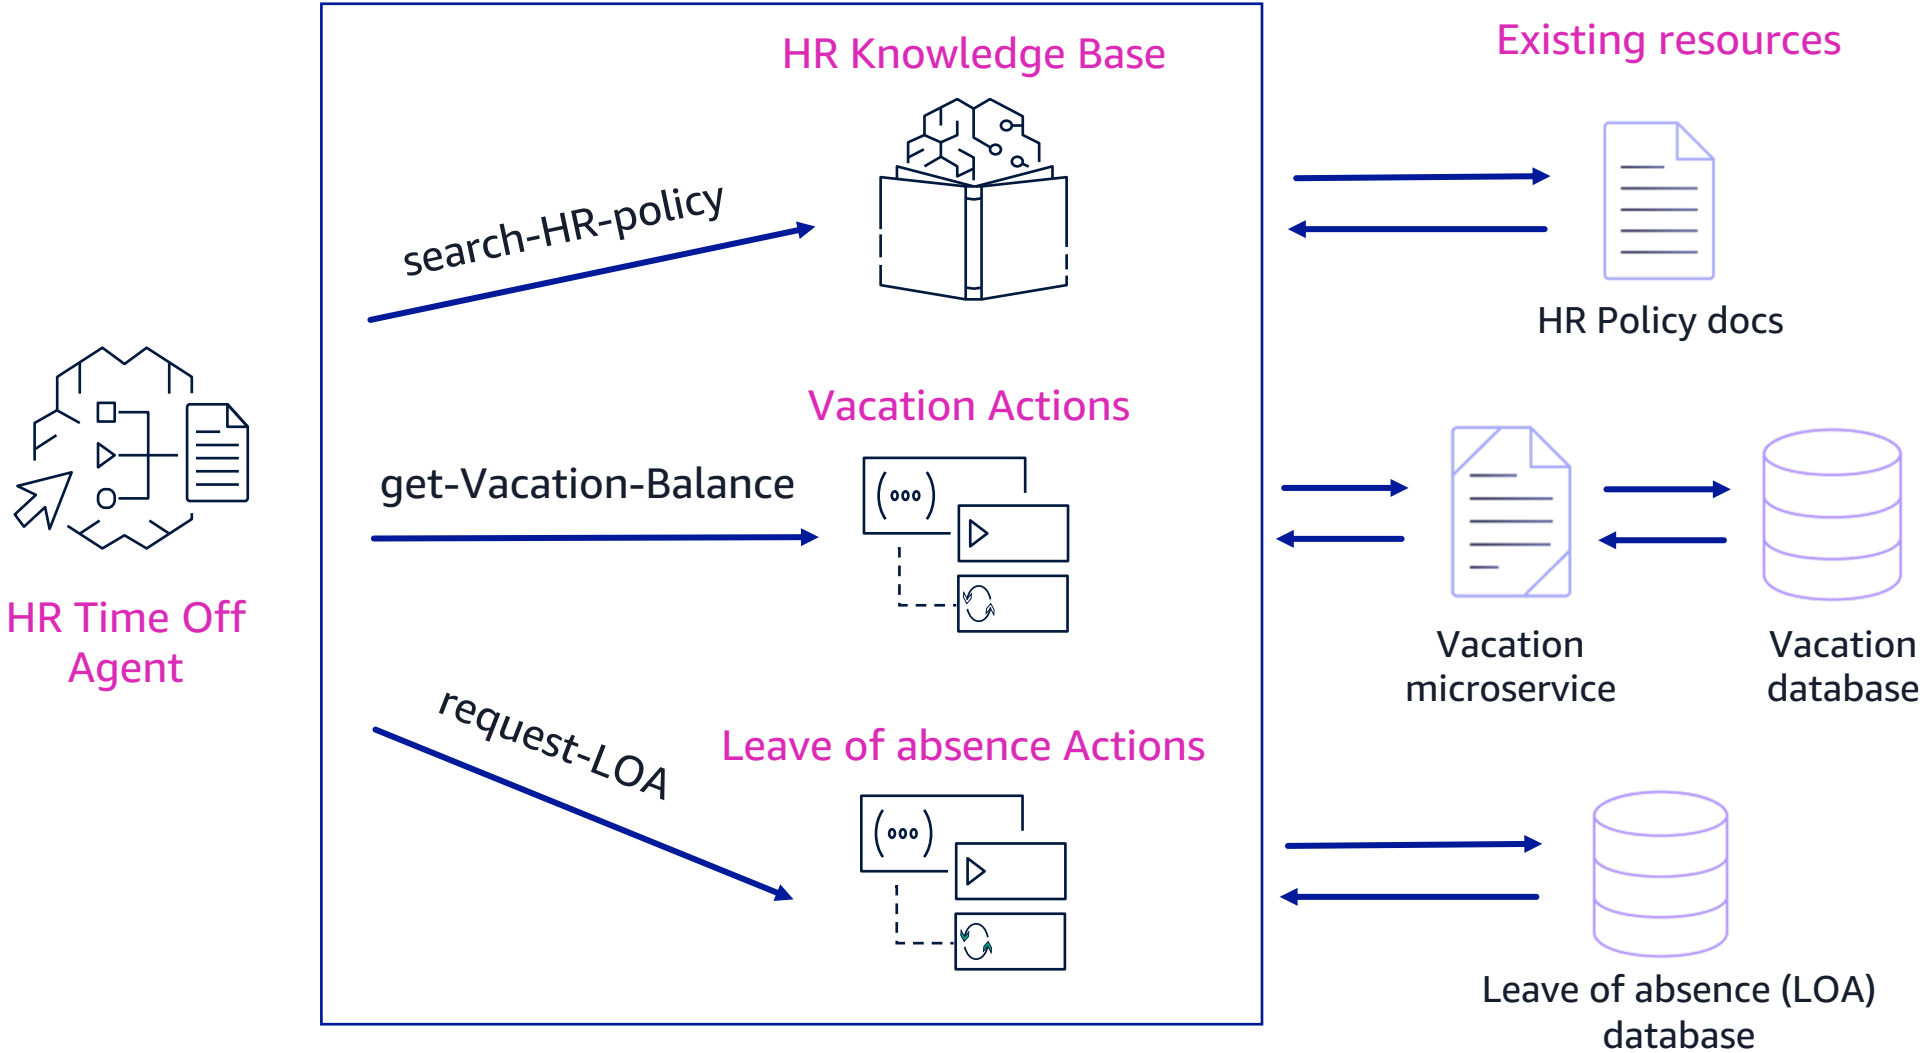 HR Knowledge Base
Existing resources
search-HR-policy
HR Policy docs
Vacation Actions
get-Vacation-Balance
HR Time Off
Agent
Vacation
microservice
Vacation
database
request-LOA
Leave of absence Actions
Leave of absence (LOA)
database